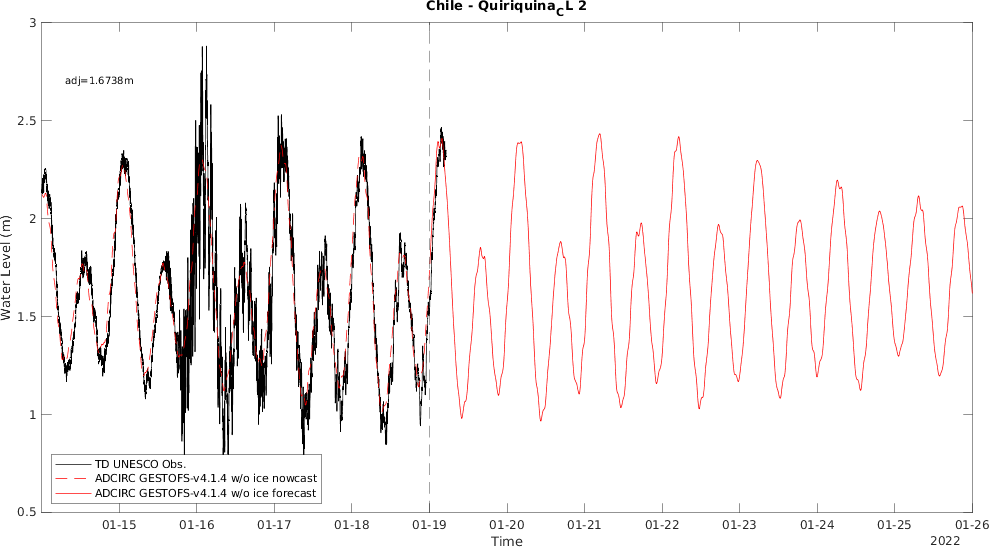 Chile - Quiriquina_CL 2
adj=1.6738m
Water Level (m)
3
2.5
2
1.5
1
0.5
TD UNESCO Obs.
ADCIRC GESTOFS-v4.1.4 w/o ice nowcast
ADCIRC GESTOFS-v4.1.4 w/o ice forecast
01-15 01-16 01-17 01-18 01-19 01-20 01-21 01-22 01-23 01-24 01-25 01-26
Time
2022